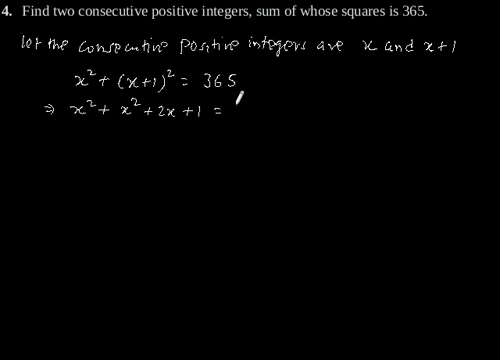 4. Find two consecutive positive integers, sum of whose squares is 365.
let the consecutive positive integers are x and x+1
x² + (x+1)² = 365
⇒ x² + x² + 2x + 1 =